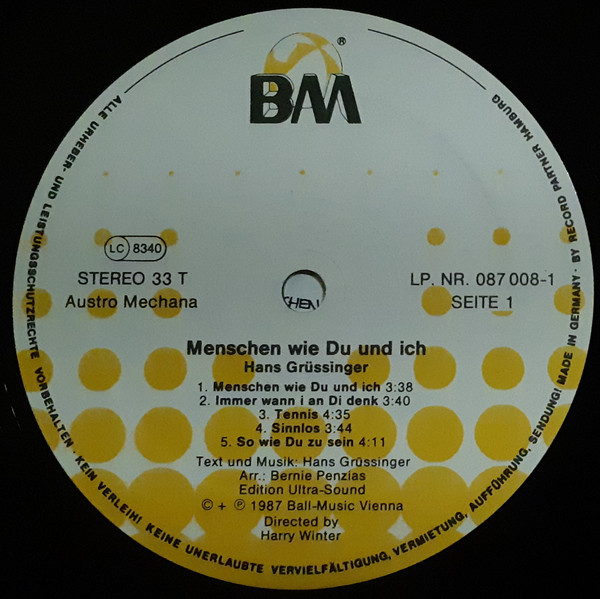 BM®
LC 8340
STEREO 33 T
Austro Mechana
LP. NR. 087 008-1
SEITE 1
CHEN
Menschen wie Du und ich
Hans Grüssinger
1. Menschen wie Du und ich 3:38
2. Immer wann i an Di denk 3:40
3. Tennis 4:35
4. Sinnlos 3:44
5. So wie Du zu sein 4:11
Text und Musik: Hans Grüssinger
Arr.: Bernie Penzias
Edition Ultra-Sound
© + ℗ 1987 Ball-Music Vienna
Directed by
Harry Winter
ALLE URHEBER- UND LEISTUNGSSCHUTZRECHTE VORBEHALTEN · KEIN VERLEIH! KEINE UNERLAUBTE VERVIELFÄLTIGUNG, VERMIETUNG, AUFFÜHRUNG, SENDUNG! MADE IN GERMANY · BY RECORD PARTNER HAMBURG